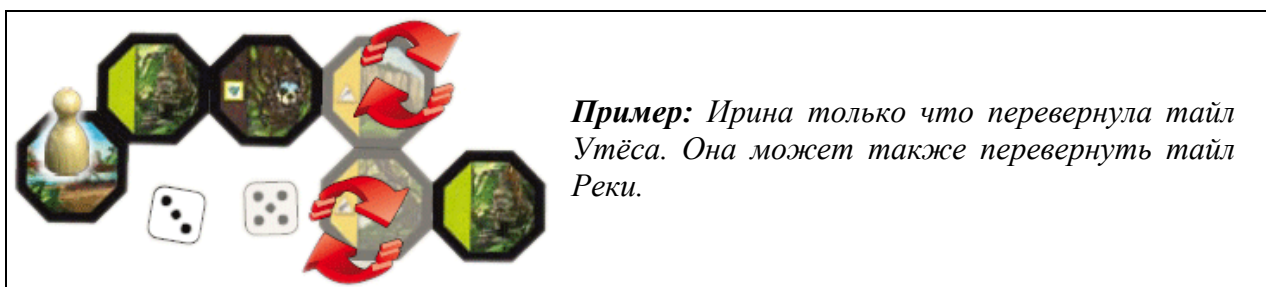 Пример: Ирина только что перевернула тайл
Утёса. Она может также перевернуть тайл
Реки.